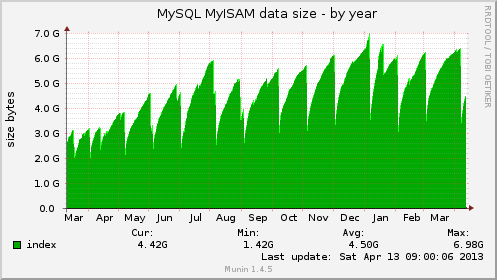 MySQL MyISAM data size - by year
RRDTOOL / TOBI OETIKER
size bytes
7.0 G
6.0 G
5.0 G
4.0 G
3.0 G
2.0 G
1.0 G
0.0
Mar Apr May Jun Jul Aug Sep Oct Nov Dec Jan Feb Mar
Cur: Min: Avg: Max:
index 4.42G 1.42G 4.50G 6.98G
Last update: Sat Apr 13 09:00:06 2013
Munin 1.4.5